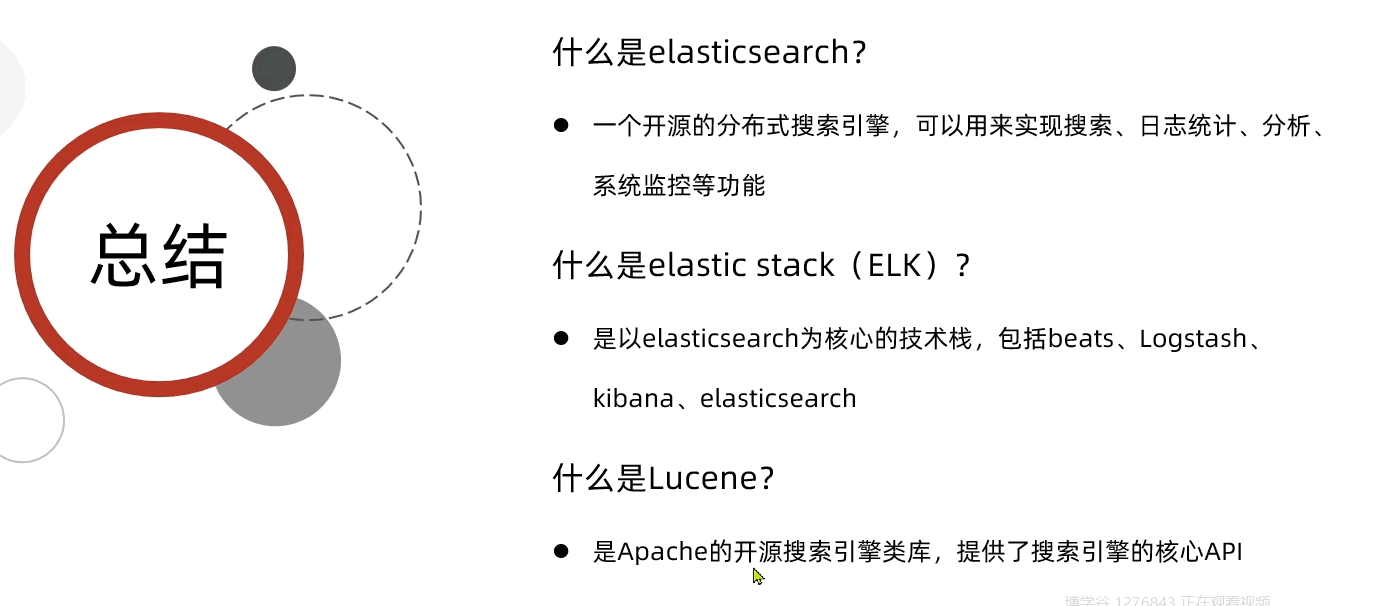 总结
什么是elasticsearch?
一个开源的分布式搜索引擎，可以用来实现搜索、日志统计、分析、
系统监控等功能
什么是elastic stack（ELK）?
是以elasticsearch为核心的技术栈，包括beats、Logstash、
kibana、elasticsearch
什么是Lucene?
是Apache的开源搜索引擎类库，提供了搜索引擎的核心API
博学谷 1276843 正在观看视频